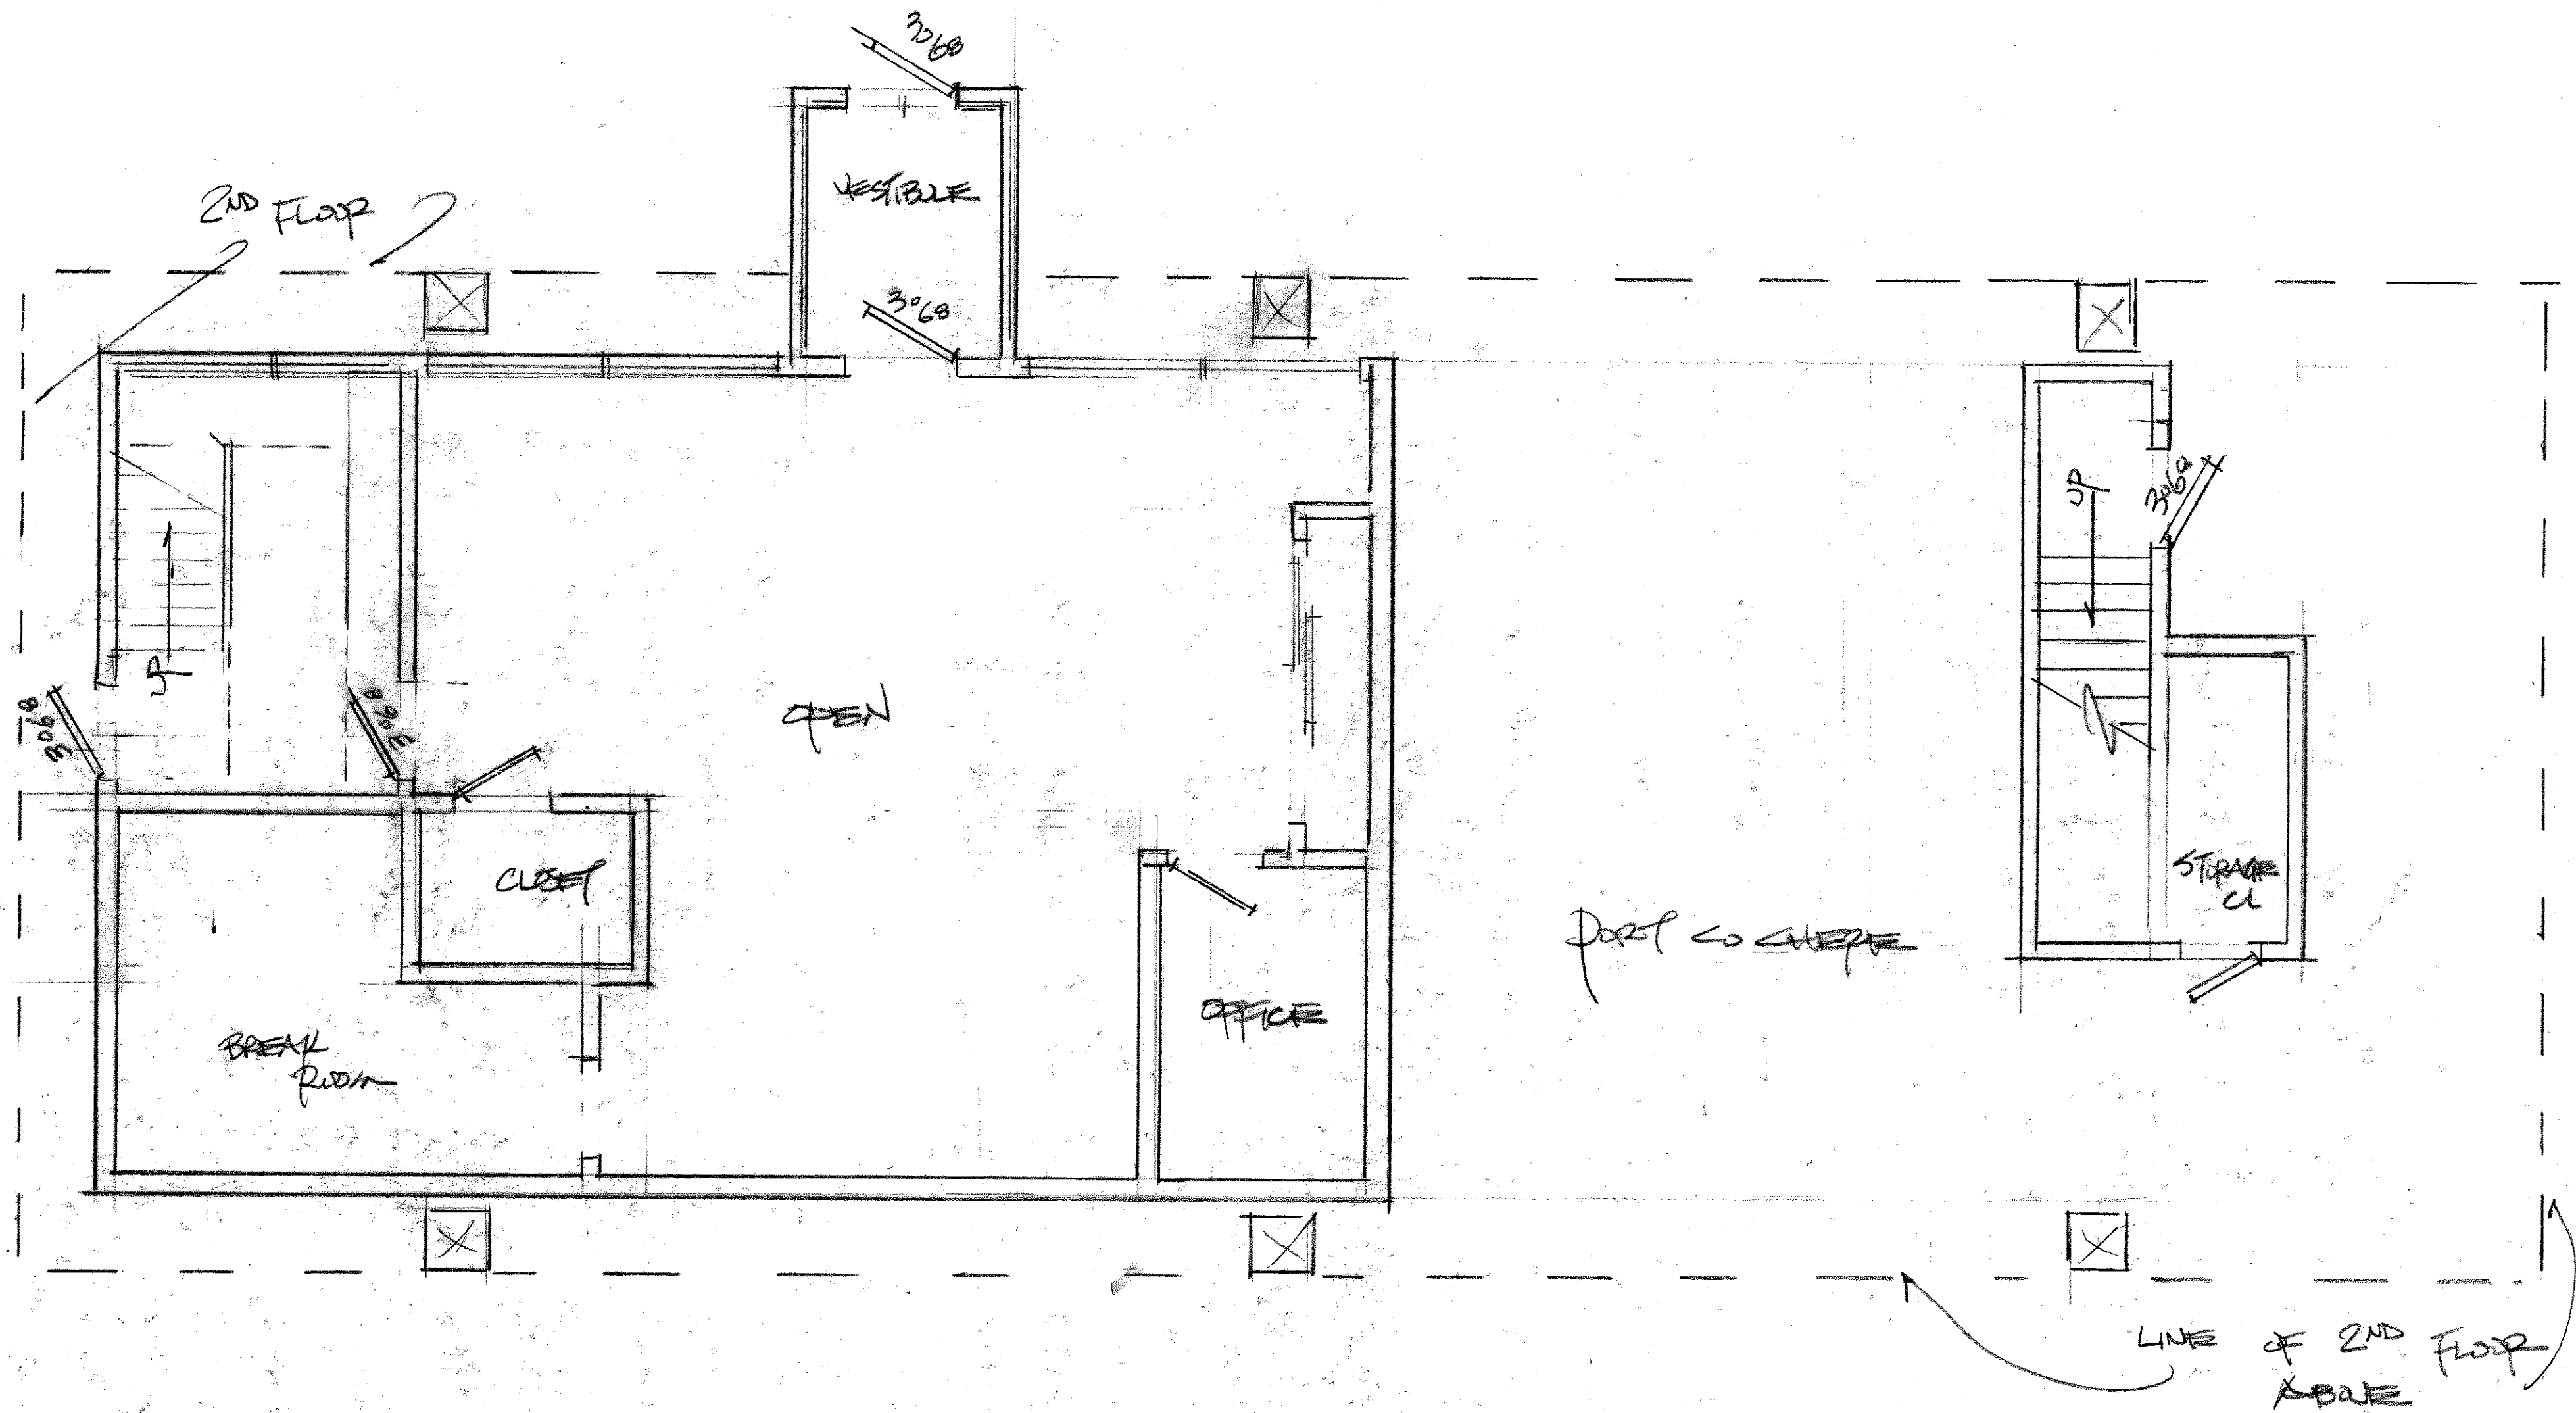 3⁰6⁸
VESTIBULE
2ND FLOOR
3⁰6⁸
UP
3⁰6⁸
UP
3⁰6⁸
3⁰6⁸
OPEN
CLOSET
STORAGE
CL
PORT CO CHERE
OFFICE
BREAK
ROOM
LINE OF 2ND FLOOR
ABOVE